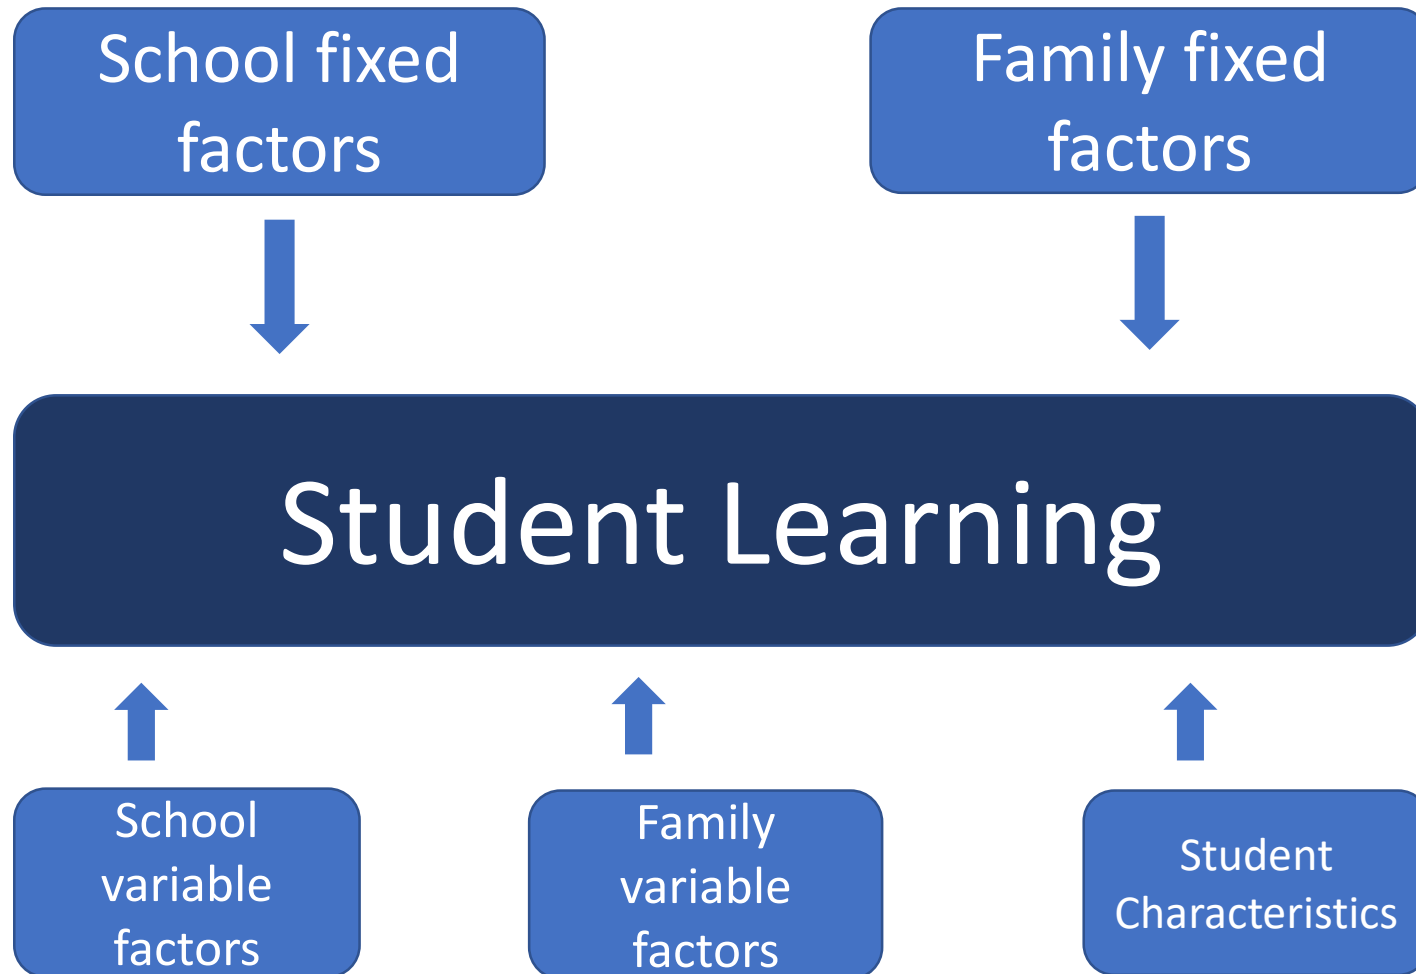 School fixed
factors
Family fixed
factors
Student Learning
School
variable
factors
Family
variable
factors
Student
Characteristics